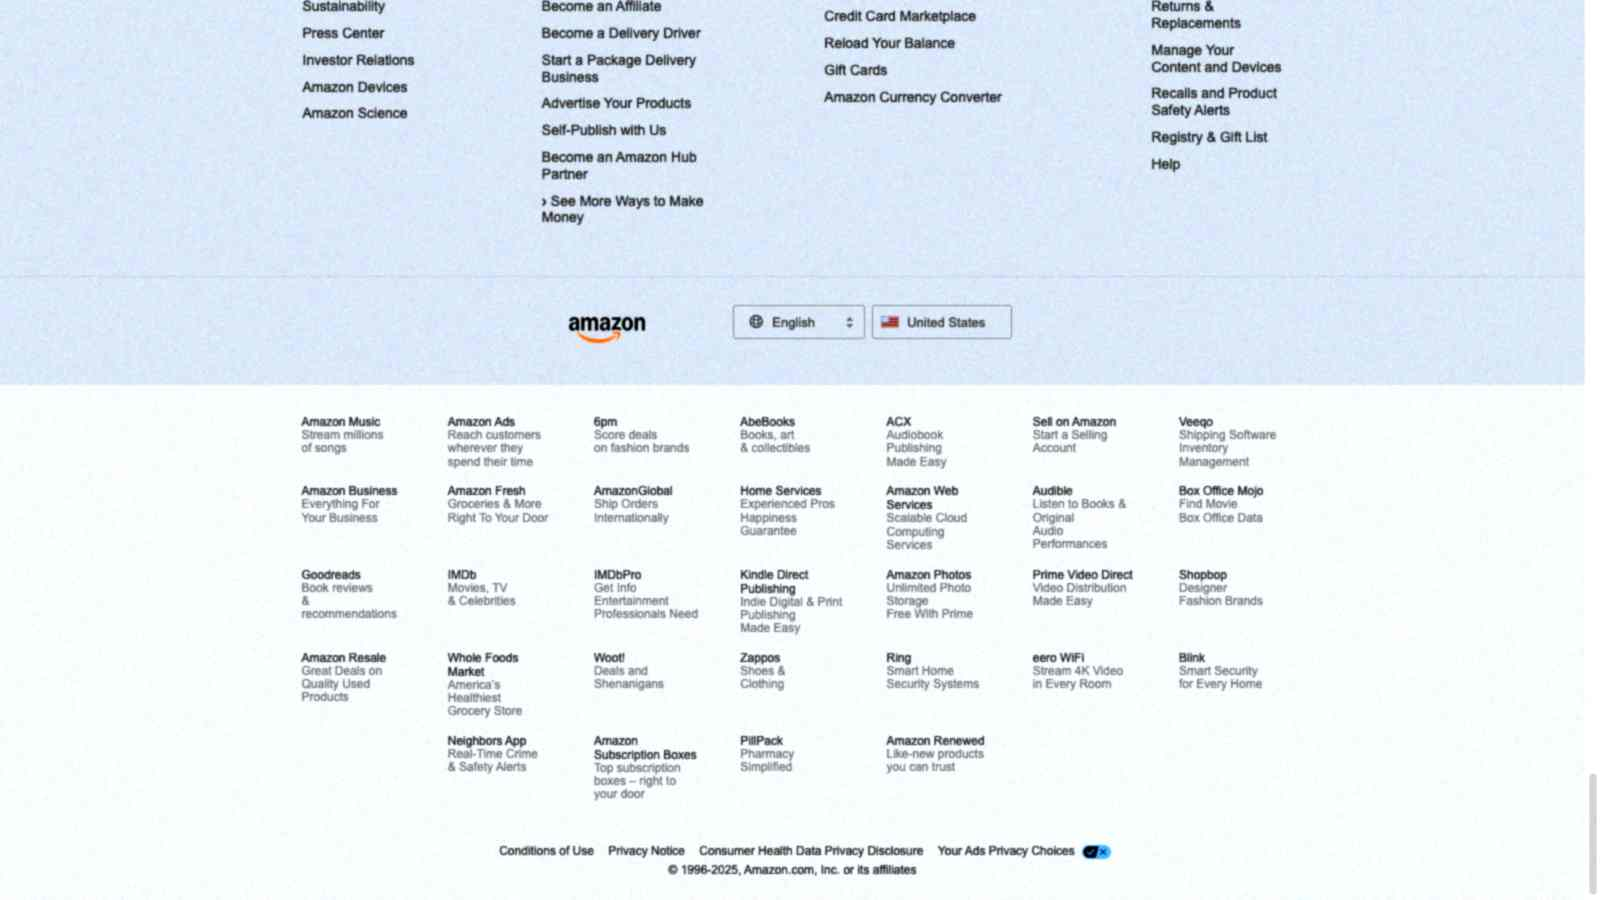 Sustainability
Press Center
Investor Relations
Amazon Devices
Amazon Science
Become an Affiliate
Become a Delivery Driver
Start a Package Delivery
Business
Advertise Your Products
Self-Publish with Us
Become an Amazon Hub
Partner
› See More Ways to Make
Money
Credit Card Marketplace
Reload Your Balance
Gift Cards
Amazon Currency Converter
Returns &
Replacements
Manage Your
Content and Devices
Recalls and Product
Safety Alerts
Registry & Gift List
Help
amazon
English
United States
Amazon Music
Stream millions
of songs
Amazon Ads
Reach customers
wherever they
spend their time
6pm
Score deals
on fashion brands
AbeBooks
Books, art
& collectibles
ACX
Audiobook
Publishing
Made Easy
Sell on Amazon
Start a Selling
Account
Veeqo
Shipping Software
Inventory
Management
Amazon Business
Everything For
Your Business
Amazon Fresh
Groceries & More
Right To Your Door
AmazonGlobal
Ship Orders
Internationally
Home Services
Experienced Pros
Happiness
Guarantee
Amazon Web
Services
Scalable Cloud
Computing
Services
Audible
Listen to Books &
Original
Audio
Performances
Box Office Mojo
Find Movie
Box Office Data
Goodreads
Book reviews
&
recommendations
IMDb
Movies, TV
& Celebrities
IMDbPro
Get Info
Entertainment
Professionals Need
Kindle Direct
Publishing
Indie Digital & Print
Publishing
Made Easy
Amazon Photos
Unlimited Photo
Storage
Free With Prime
Prime Video Direct
Video Distribution
Made Easy
Shopbop
Designer
Fashion Brands
Amazon Resale
Great Deals on
Quality Used
Products
Whole Foods
Market
America's
Healthiest
Grocery Store
Woot!
Deals and
Shenanigans
Zappos
Shoes &
Clothing
Ring
Smart Home
Security Systems
eero WiFi
Stream 4K Video
in Every Room
Blink
Smart Security
for Every Home
Neighbors App
Real-Time Crime
& Safety Alerts
Amazon
Subscription Boxes
Top subscription
boxes – right to
your door
PillPack
Pharmacy
Simplified
Amazon Renewed
Like-new products
you can trust
Conditions of Use Privacy Notice Consumer Health Data Privacy Disclosure Your Ads Privacy Choices
© 1996-2025, Amazon.com, Inc. or its affiliates